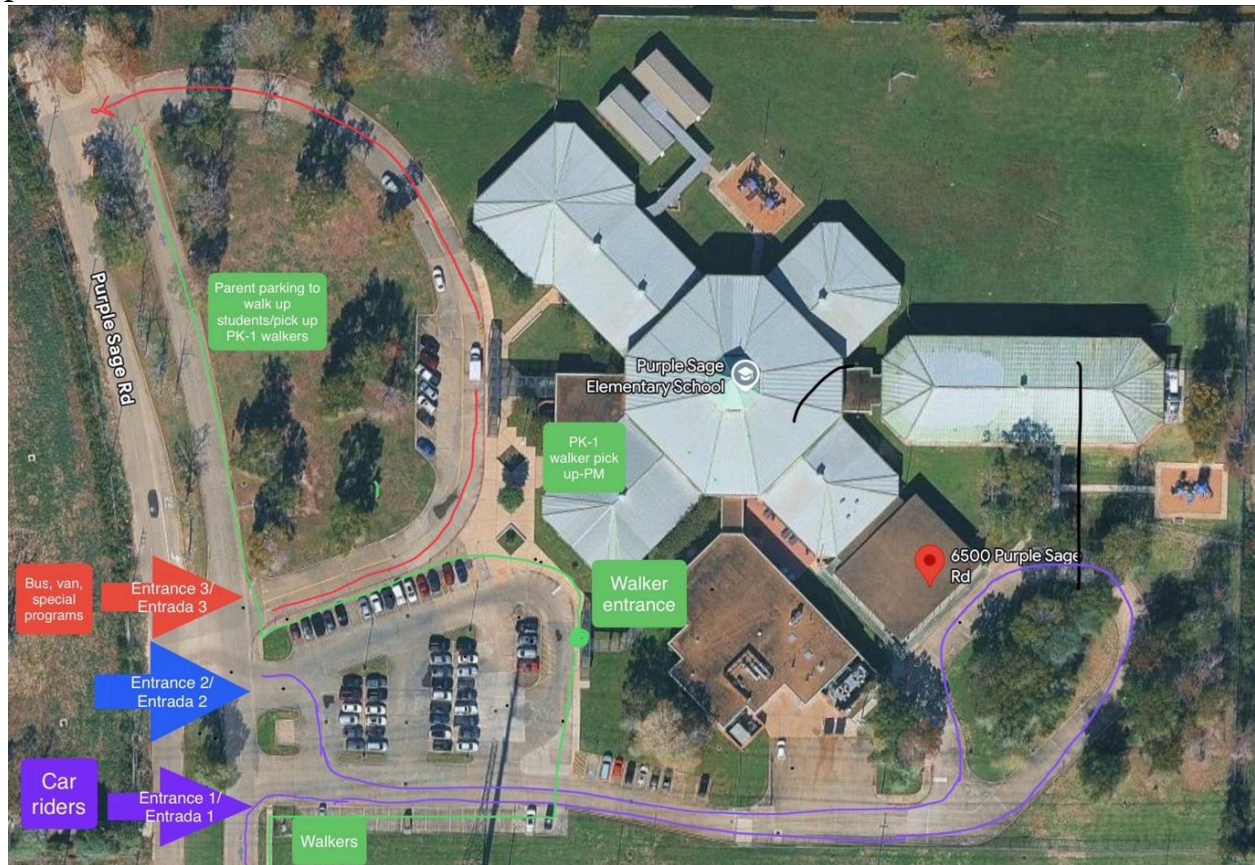 Purple Sage Rd
Parent parking to
walk up
students/pick up
PK-1 walkers
Purple Sage
Elementary School
PK-1
walker pick
up-PM
Bus, van,
special
programs
Entrance 3/
Entrada 3
Walker
entrance
6500 Purple Sage
Rd
Entrance 2/
Entrada 2
Car
riders
Entrance 1/
Entrada 1
Walkers